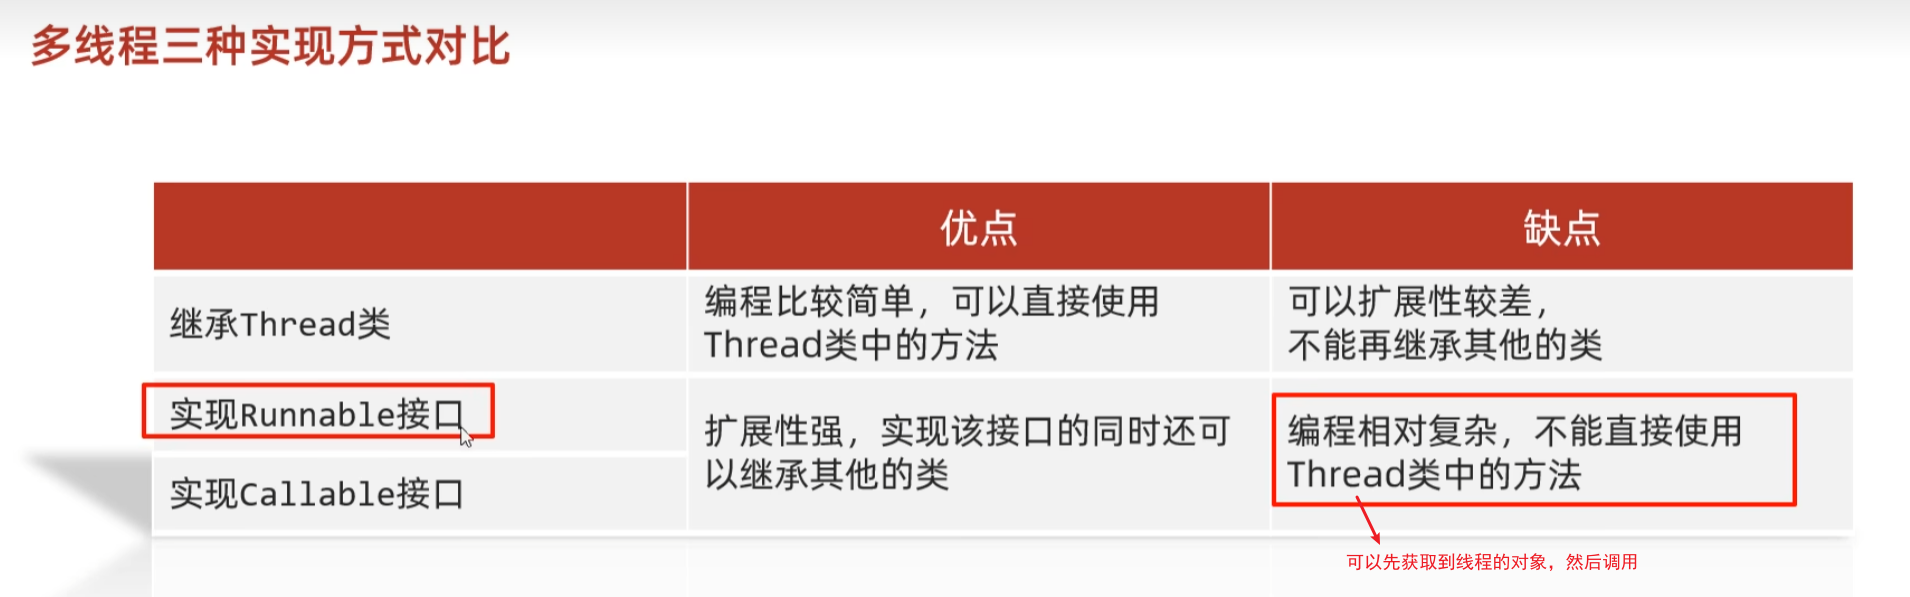 多线程三种实现方式对比
优点
缺点
继承Thread类
编程比较简单，可以直接使用
Thread类中的方法
可以扩展性较差，
不能再继承其他的类
实现Runnable接口
扩展性强，实现该接口的同时还可
以继承其他的类
编程相对复杂，不能直接使用
Thread类中的方法
实现Callable接口
可以先获取到线程的对象，然后调用